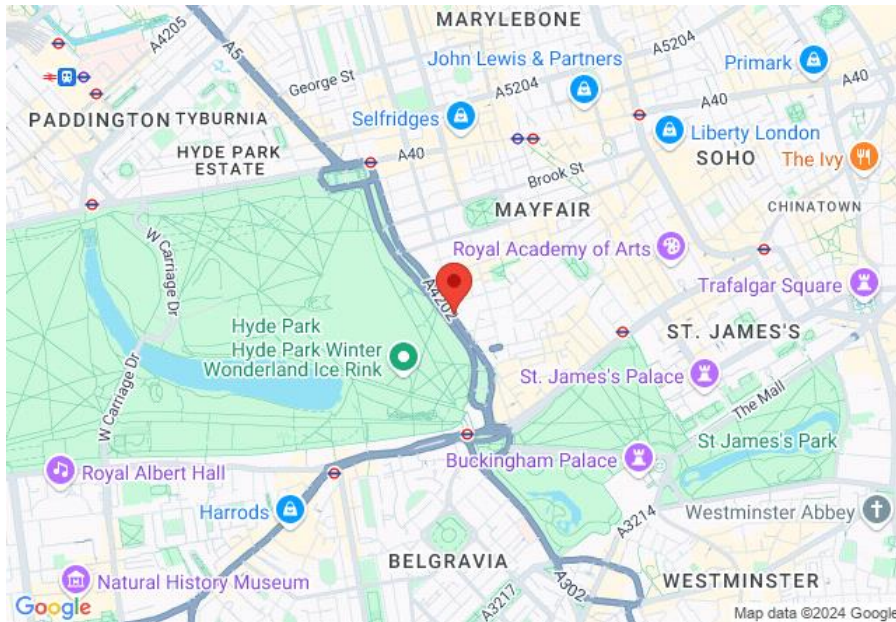 MARYLEBONE
A4205
A5
John Lewis & Partners
A5204
Primark
George St
A5204
A40
PADDINGTON
TYBURNIA
Selfridges
Liberty London
HYDE PARK
ESTATE
A40
SOHO
The Ivy
Brook St
MAYFAIR
CHINATOWN
W Carriage Dr
Royal Academy of Arts
A4202
Trafalgar Square
Hyde Park
Hyde Park Winter
Wonderland Ice Rink
ST. JAMES'S
W Carriage Dr
St. James's Palace
The Mall
St James's Park
Royal Albert Hall
Buckingham Palace
Harrods
A3214
Westminster Abbey
BELGRAVIA
Natural History Museum
A3217
A302
WESTMINSTER
Google
Map data ©2024 Google